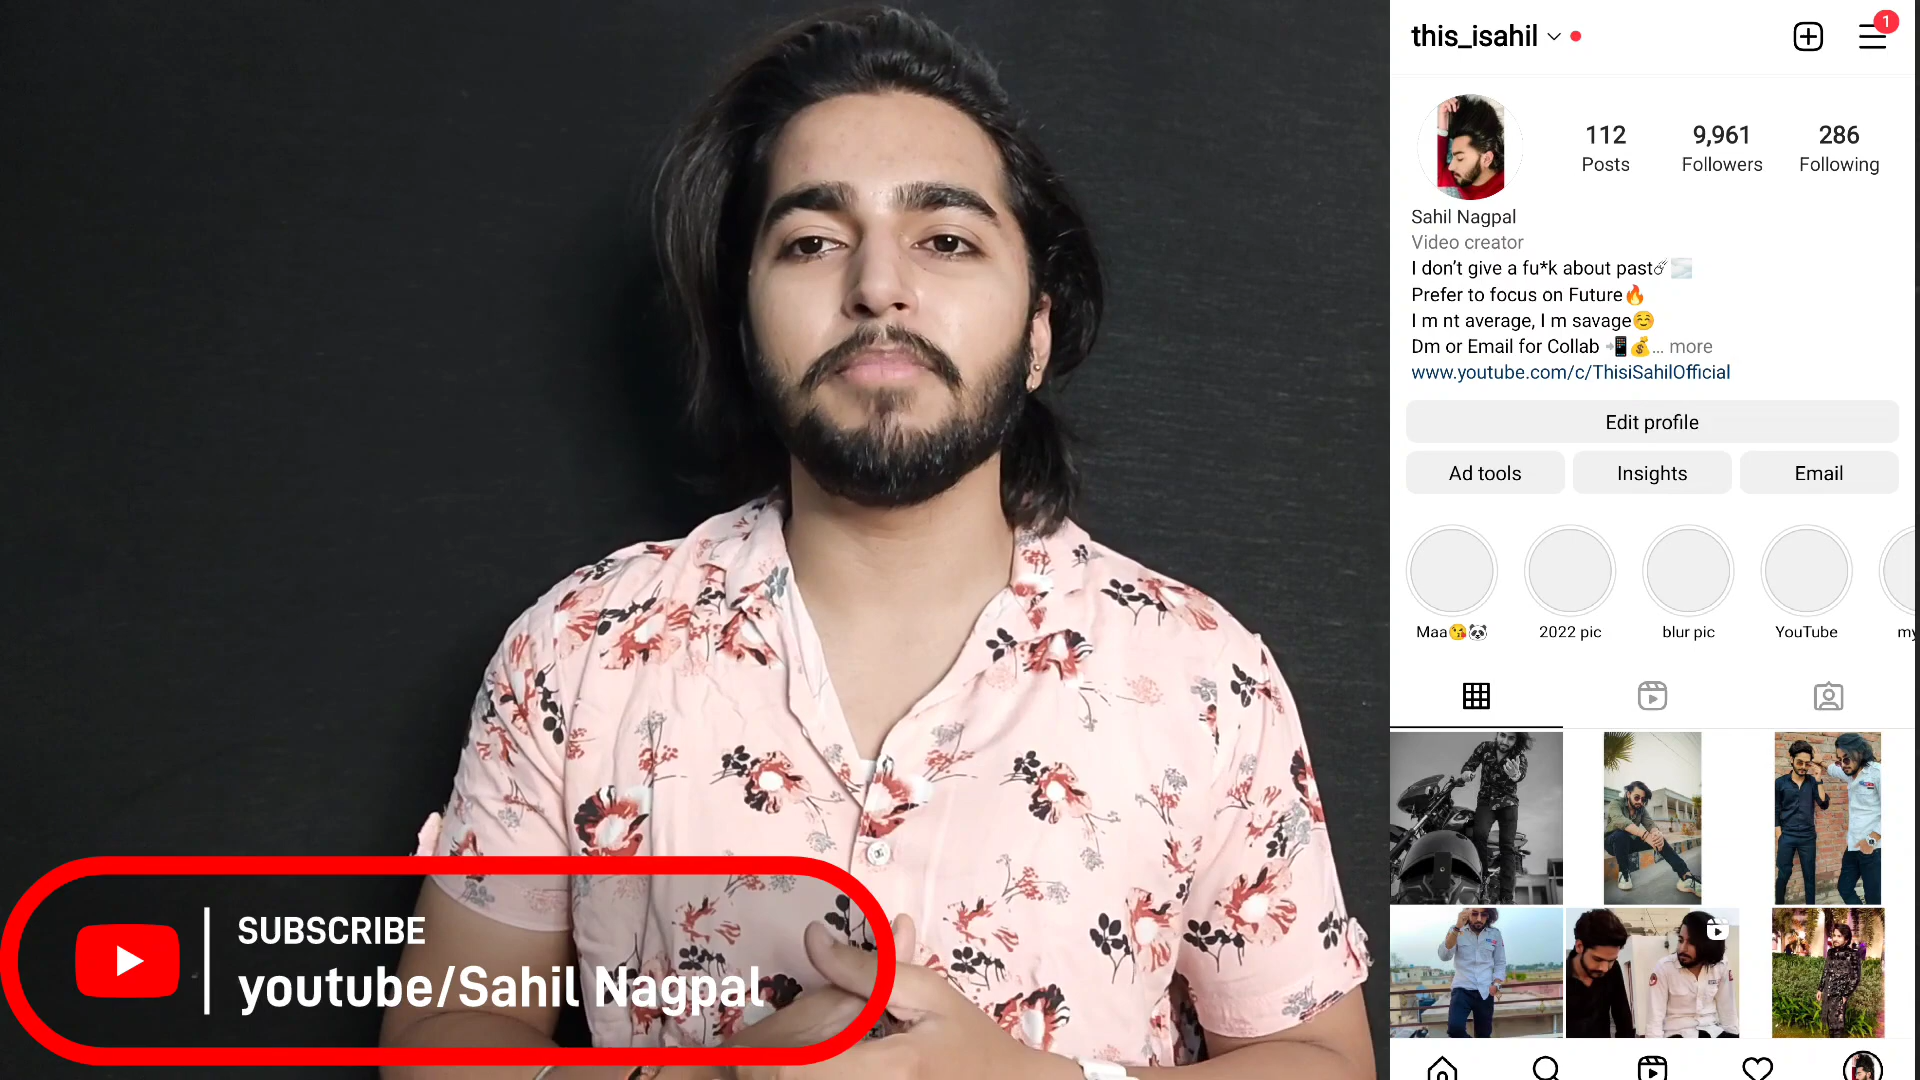 this_isahil
1
112
9,961
286
Posts
Followers
Following
Sahil Nagpal
Video creator
I don’t give a fu*k about past☄️🌫️
Prefer to focus on Future🔥
I m nt average, I m savage☺️
Dm or Email for Collab 📲💰... more
www.youtube.com/c/ThisiSahilOfficial
Edit profile
Ad tools
Insights
Email
Maa😘🐼
2022 pic
blur pic
YouTube
my
SUBSCRIBE
youtube/Sahil Nagpal